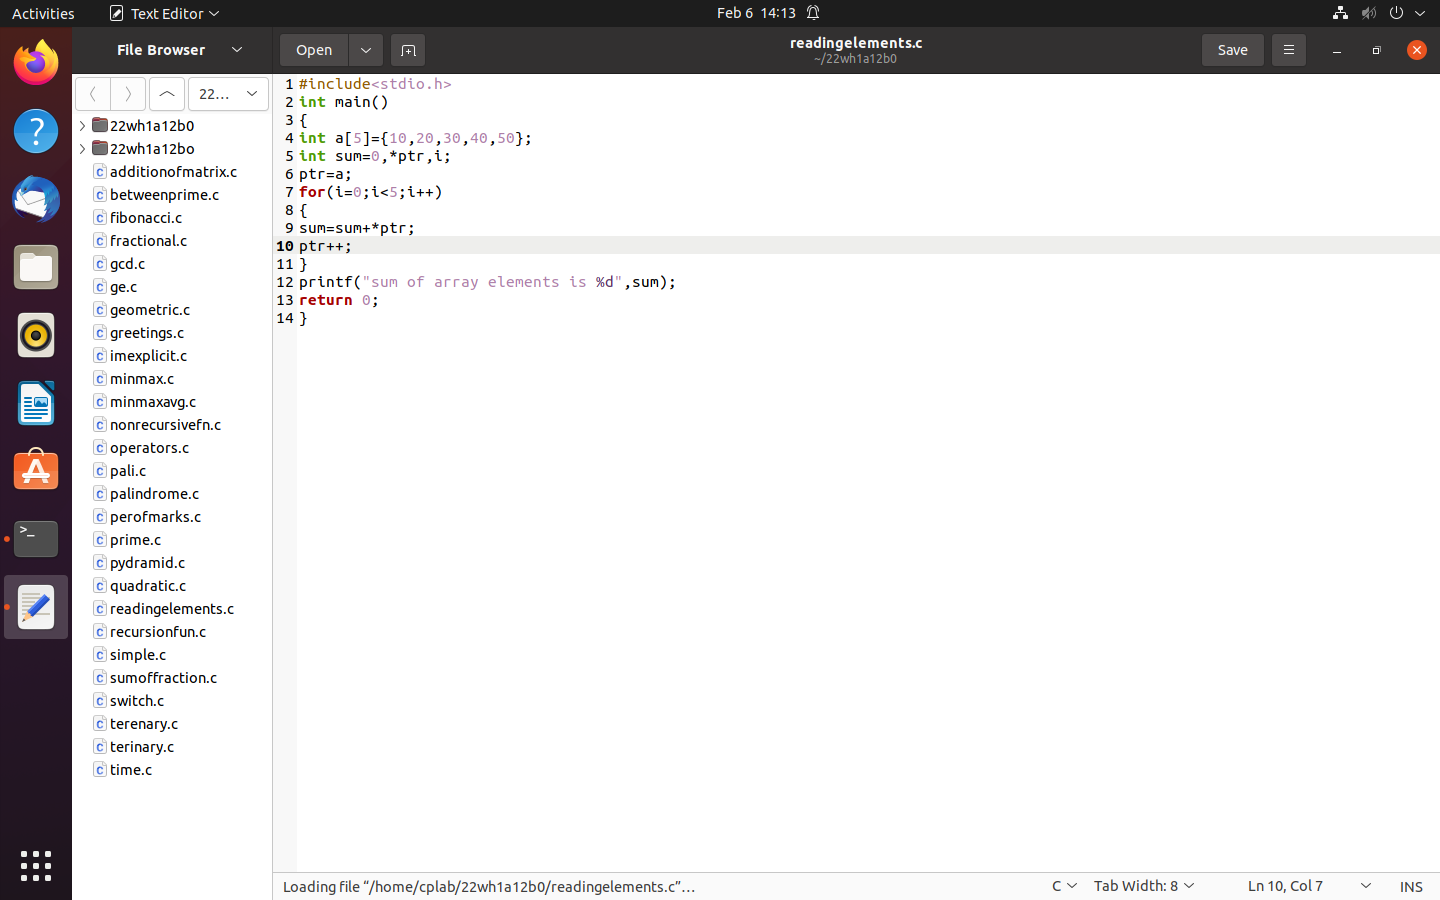 Activities
Text Editor
Feb 6 14:13
File Browser
Open
readingelements.c
~/22wh1a12b0
Save
22...
22wh1a12b0
22wh1a12bo
additionofmatrix.c
betweenprime.c
fibonacci.c
fractional.c
gcd.c
ge.c
geometric.c
greetings.c
imexplicit.c
minmax.c
minmaxavg.c
nonrecursivefn.c
operators.c
pali.c
palindrome.c
perofmarks.c
prime.c
pydramid.c
quadratic.c
readingelements.c
recursionfun.c
simple.c
sumoffraction.c
switch.c
terenary.c
terinary.c
time.c
1 #include<stdio.h>
2 int main()
3 {
4 int a[5]={10,20,30,40,50};
5 int sum=0,*ptr,i;
6 ptr=a;
7 for(i=0;i<5;i++)
8 {
9 sum=sum+*ptr;
10 ptr++;
11 }
12 printf("sum of array elements is %d",sum);
13 return 0;
14 }
Loading file “/home/cplab/22wh1a12b0/readingelements.c”…
C
Tab Width: 8
Ln 10, Col 7
INS